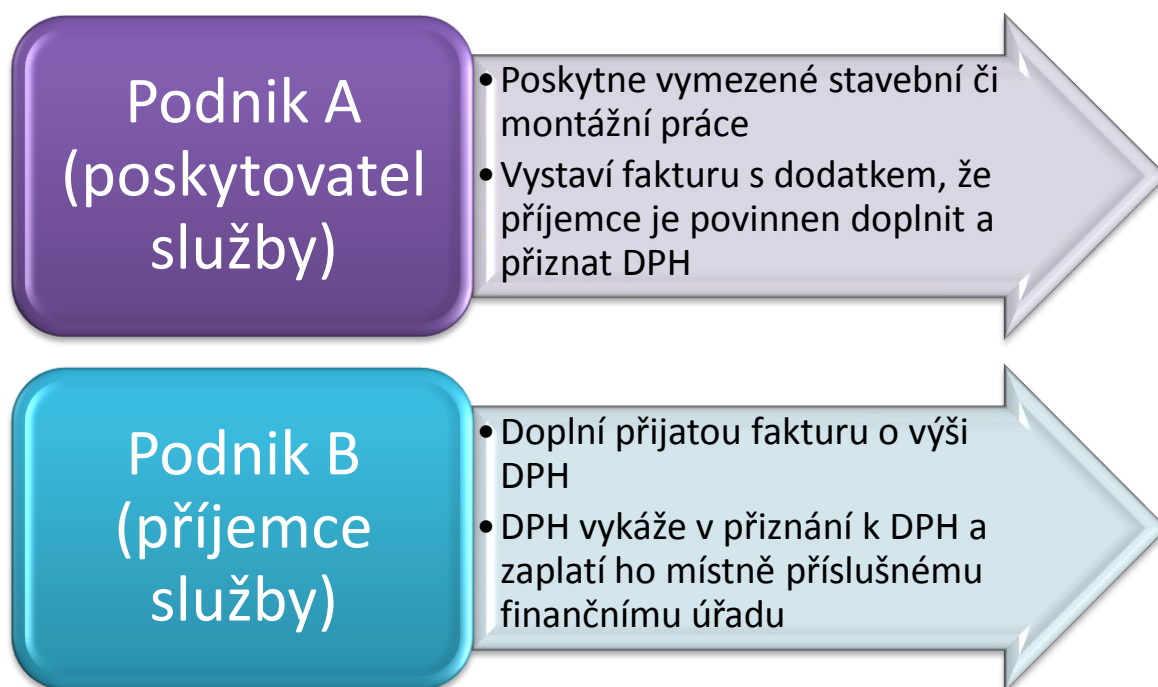 Podnik A
(poskytovatel
služby)
•Poskytne vymezené stavební či
montážní práce
•Vystaví fakturu s dodatkem, že
příjemce je povinnen doplnit a
přiznat DPH
Podnik B
(příjemce
služby)
•Doplní přijatou fakturu o výši
DPH
•DPH vykáže v přiznání k DPH a
zaplatí ho místně příslušnému
finančnímu úřadu